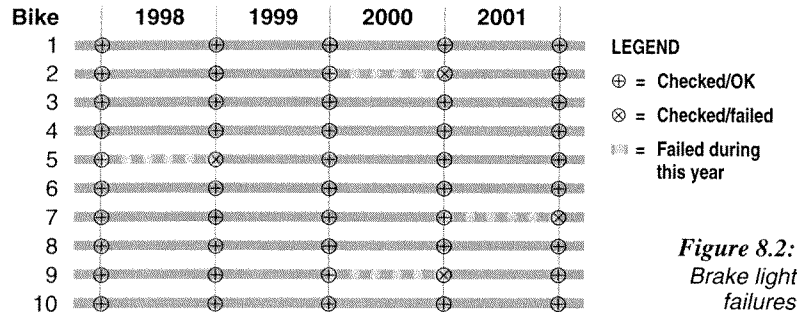 Bike 1998 1999 2000 2001
1
2
3
4
5
6
7
8
9
10
LEGEND
⊕ = Checked/OK
⊗ = Checked/failed
= Failed during
this year
Figure 8.2:
Brake light
failures